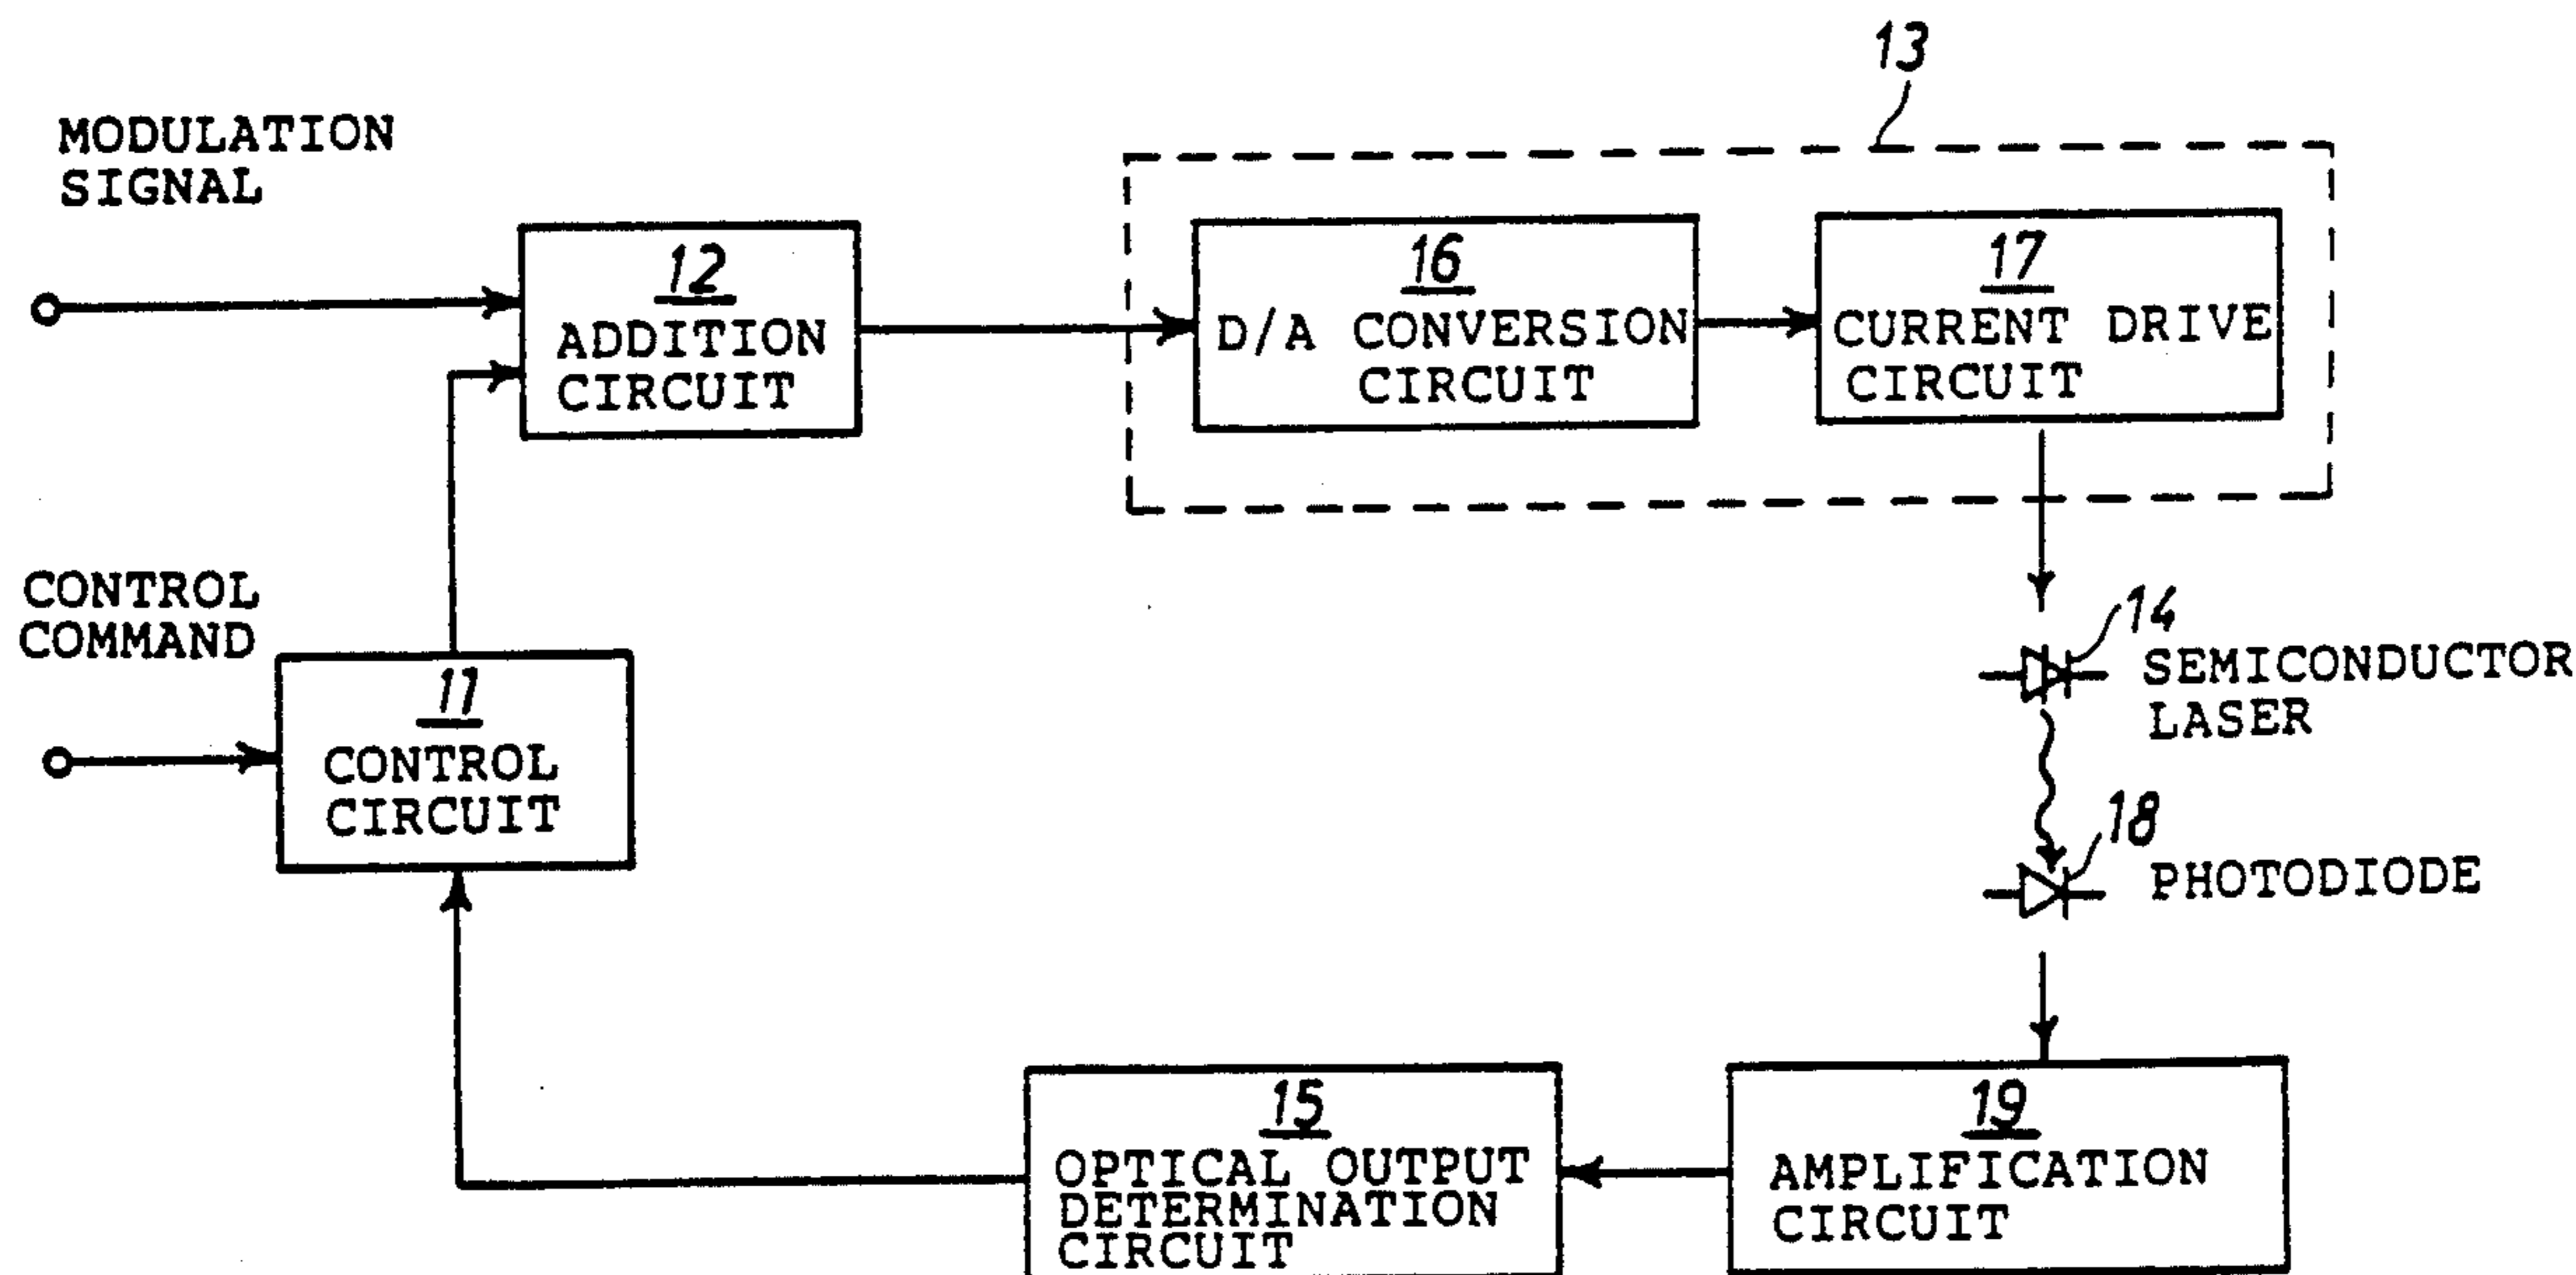 13
MODULATION
SIGNAL
12
ADDITION
CIRCUIT
16
D/A CONVERSION
CIRCUIT
17
CURRENT DRIVE
CIRCUIT
CONTROL
COMMAND
11
CONTROL
CIRCUIT
14
SEMICONDUCTOR
LASER
18
PHOTODIODE
15
OPTICAL OUTPUT
DETERMINATION
CIRCUIT
19
AMPLIFICATION
CIRCUIT